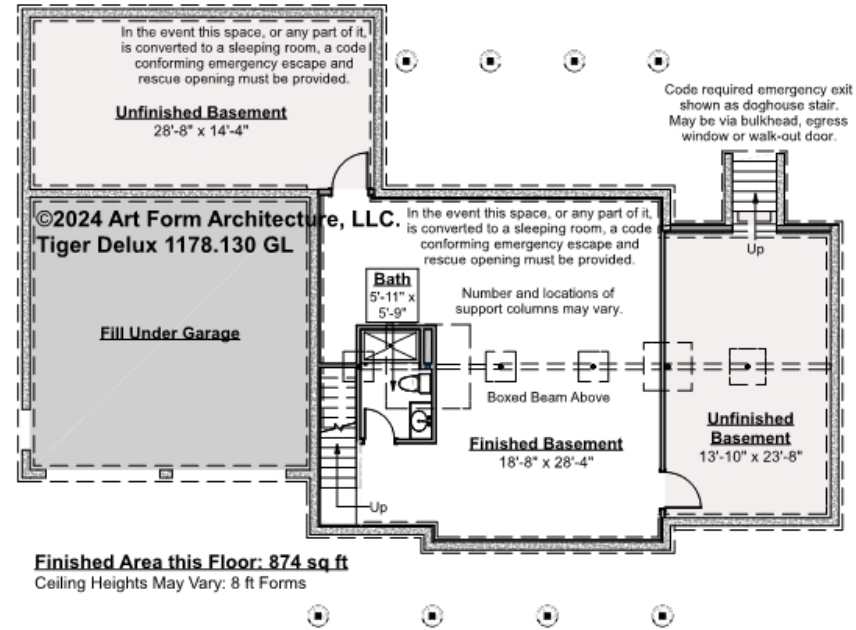 In the event this space, or any part of it,
is converted to a sleeping room, a code
conforming emergency escape and
rescue opening must be provided.
Unfinished Basement
28'-8" x 14'-4"
Code required emergency exit
shown as doghouse stair.
May be via bulkhead, egress
window or walk-out door.
Up
©2024 Art Form Architecture, LLC.
Tiger Delux 1178.130 GL
In the event this space, or any part of it,
is converted to a sleeping room, a code
conforming emergency escape and
rescue opening must be provided.
Bath
5'-11" x
5'-9"
Number and locations of
support columns may vary.
Fill Under Garage
Boxed Beam Above
Finished Basement
18'-8" x 28'-4"
Unfinished
Basement
13'-10" x 23'-8"
Up
Finished Area this Floor: 874 sq ft
Ceiling Heights May Vary: 8 ft Forms